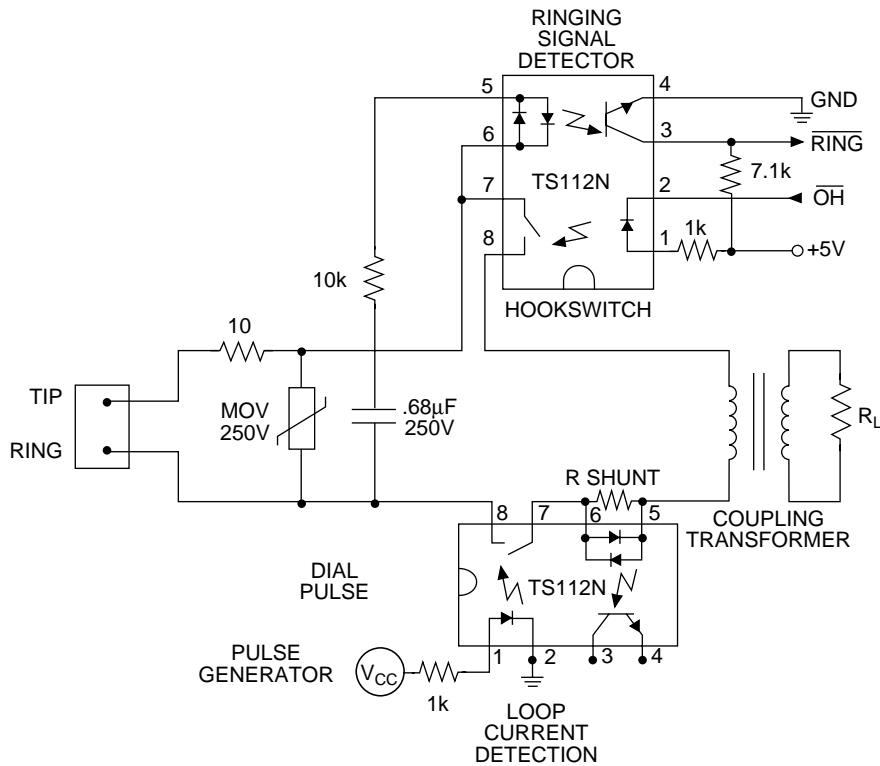 RINGING
SIGNAL
DETECTOR
5
4
GND
6
3
R̅I̅N̅G̅
7.1k
7
TS112N
2
O̅H̅
8
1
1k
+5V
10k
HOOKSWITCH
10
TIP
MOV
250V
.68μF
250V
RL
RING
R SHUNT
8
7
6
5
COUPLING
TRANSFORMER
DIAL
PULSE
TS112N
PULSE
GENERATOR
VCC
1k
1
2
3
4
LOOP
CURRENT
DETECTION